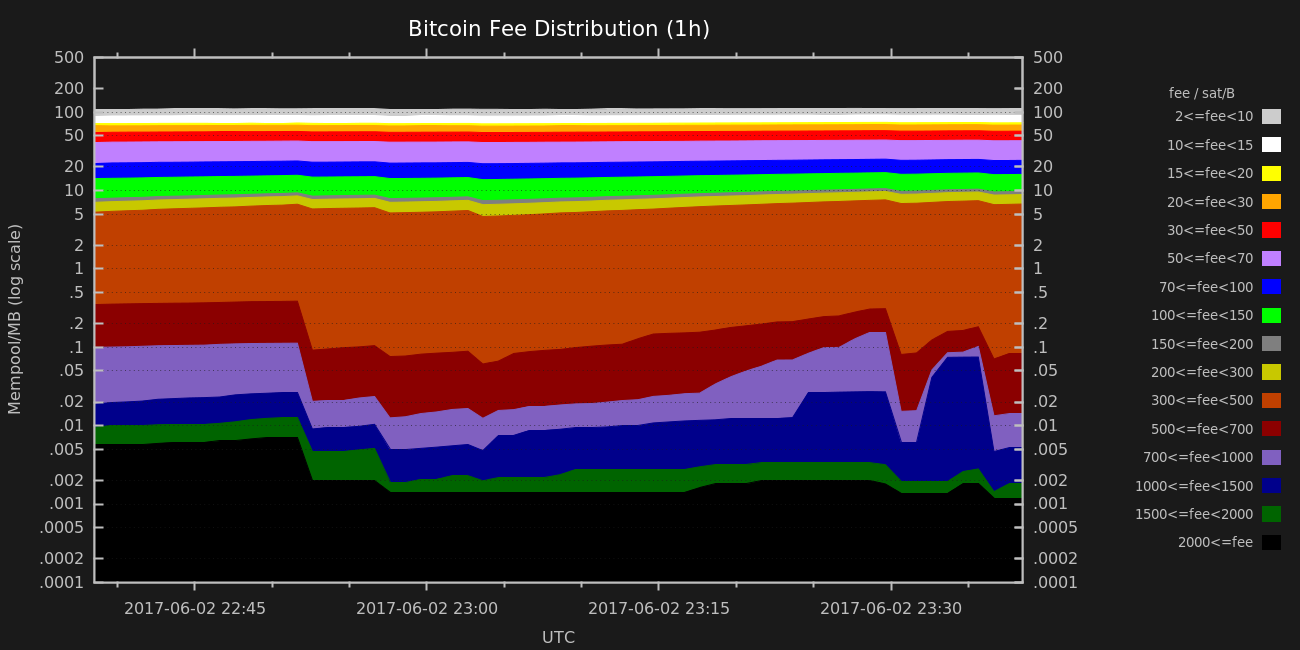 Bitcoin Fee Distribution (1h)
500
200
100
50
20
10
5
2
1
.5
.2
.1
.05
.02
.01
.005
.002
.001
.0005
.0002
.0001
Mempool/MB (log scale)
500
200
100
50
20
10
5
2
1
.5
.2
.1
.05
.02
.01
.005
.002
.001
.0005
.0002
.0001
2017-06-02 22:45
2017-06-02 23:00
2017-06-02 23:15
2017-06-02 23:30
UTC
fee / sat/B
2<=fee<10
10<=fee<15
15<=fee<20
20<=fee<30
30<=fee<50
50<=fee<70
70<=fee<100
100<=fee<150
150<=fee<200
200<=fee<300
300<=fee<500
500<=fee<700
700<=fee<1000
1000<=fee<1500
1500<=fee<2000
2000<=fee